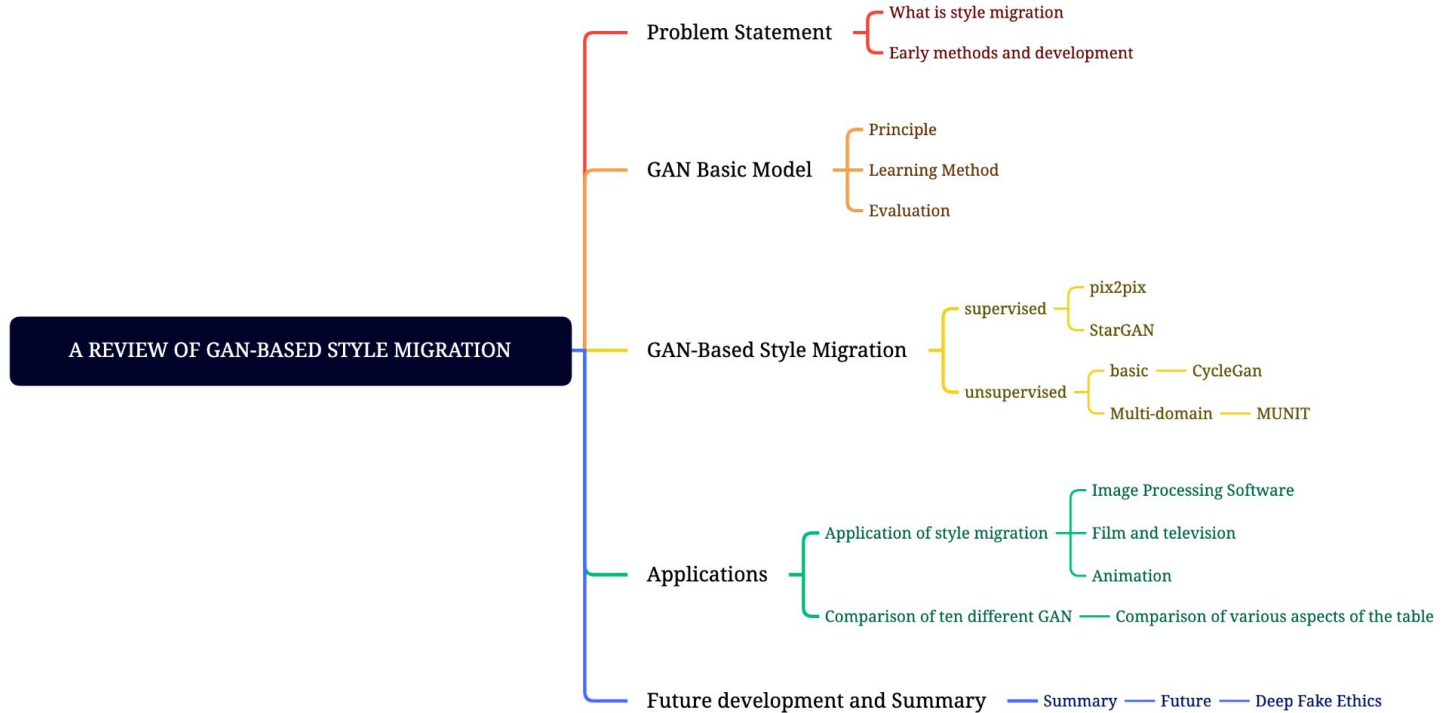 A REVIEW OF GAN-BASED STYLE MIGRATION
Problem Statement
What is style migration
Early methods and development
GAN Basic Model
Principle
Learning Method
Evaluation
GAN-Based Style Migration
supervised
pix2pix
StarGAN
unsupervised
basic
CycleGan
Multi-domain
MUNIT
Applications
Application of style migration
Image Processing Software
Film and television
Animation
Comparison of ten different GAN
Comparison of various aspects of the table
Future development and Summary
Summary
Future
Deep Fake Ethics